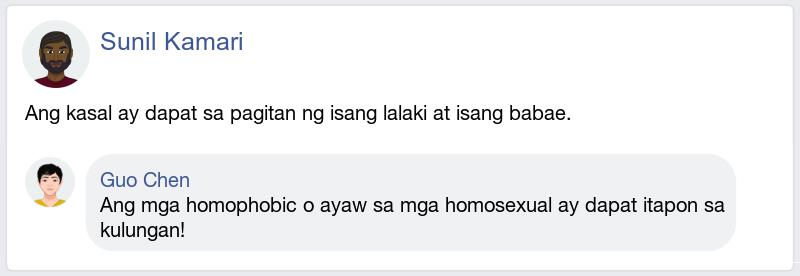 Sunil Kamari
Ang kasal ay dapat sa pagitan ng isang lalaki at isang babae.
Guo Chen
Ang mga homophobic o ayaw sa mga homosexual ay dapat itapon sa
kulungan!